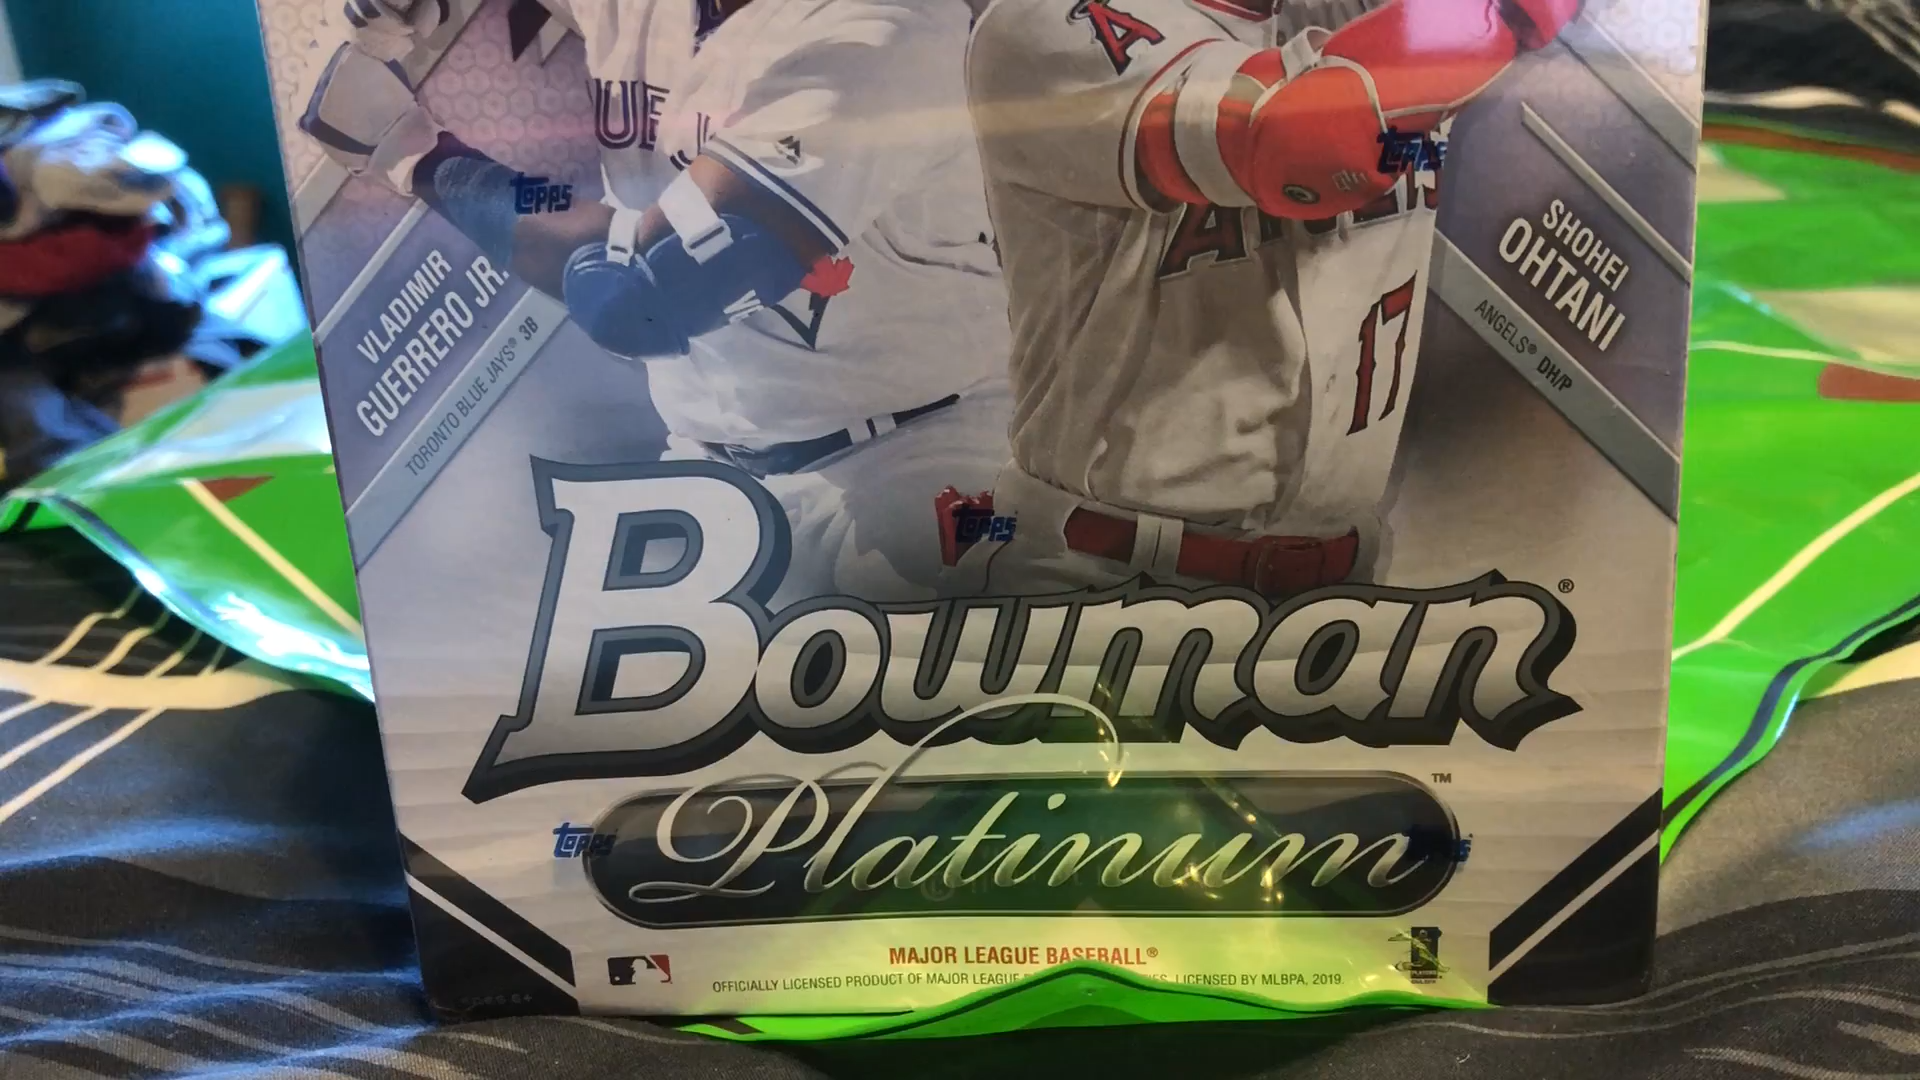 A
UE J
Topps
Topps
VLADIMIR
GUERRERO JR.
TORONTO BLUE JAYS® 3B
SHOHEI
OHTANI
ANGELS® DH/P
17
Topps
Bowman®
Platinum™
Topps
MAJOR LEAGUE BASEBALL®
OFFICIALLY LICENSED PRODUCT OF MAJOR LEAGUE LICENSED BY MLBPA, 2019.